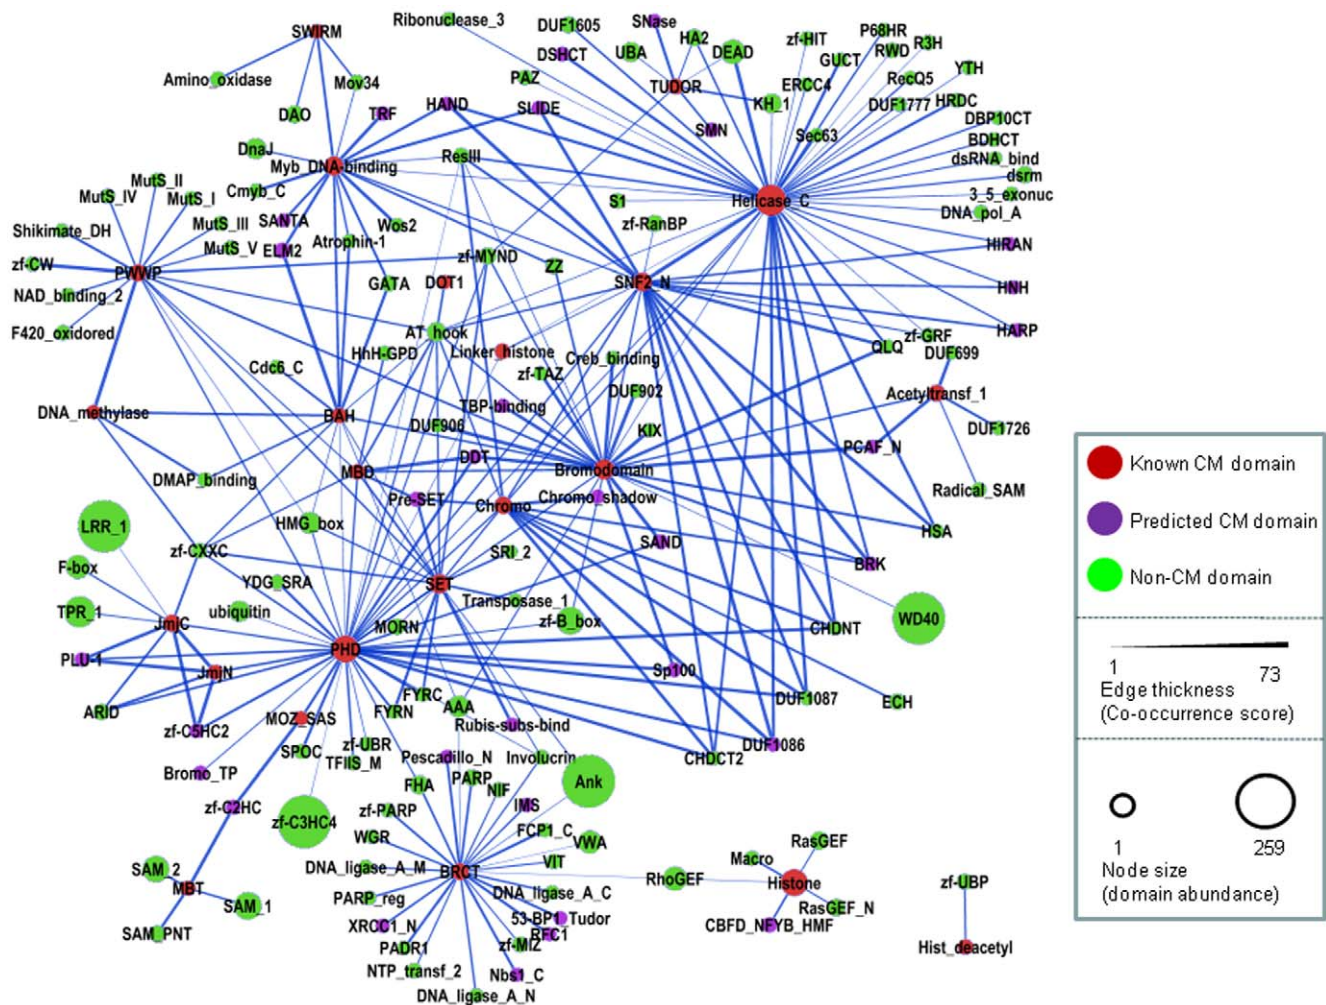 Ribonuclease_3
DUF1605
SNase
SWIRM
P68HR
zf-HIT
R3H
HA2
RWD
UBA
DEAD
DSHCT
GUCT
YTH
Amino_oxidase
Mov34
PAZ
TUDOR
ERCC4
RecQ5
KH_1
DUF1777
HRDC
DAO
TRF
HAND
SLIDE
DBP10CT
SMN
Sec63
BDHCT
DnaJ
Myb_DNA-binding
ResIII
dsRNA_bind
dsrm
MutS_II
MutS_IV
MutS_I
Cmyb_C
S1
Helicase_C
3_5_exonuc
DNA_pol_A
SANTA
Wos2
zf-RanBP
MutS_III
Shikimate_DH
Atrophin-1
HIRAN
MutS_V
ELM2
zf-MYND
zf-CW
PWWP
ZZ
GATA
DOT1
SNF2_N
HNH
NAD_binding_2
F420_oxidored
AT_hook
HARP
zf-GRF
QLQ
Linker_histone
HhH-GPD
Creb_binding
DUF699
Cdc6_C
zf-TAZ
DUF902
Acetyltransf_1
TBP-binding
DNA_methylase
BAH
DUF906
KIX
DUF1726
PCAF_N
DDT
DMAP_binding
MBD
Bromodomain
Radical_SAM
Pre-SET
Chromo_shadow
Chromo
LRR_1
HMG_box
HSA
SAND
zf-CXXC
SRI_2
BRK
F-box
YDG_SRA
SET
Transposase_1
TPR_1
ubiquitin
zf-B_box
WD40
JmjC
MORN
CHDNT
PHD
PLU-1
JmjN
Sp100
FYRC
DUF1087
ECH
ARID
FYRN
AAA
MOZ_SAS
Rubis-subs-bind
zf-C5HC2
zf-UBR
DUF1086
SPOC
TFIIS_M
Pescadillo_N
Involucrin
CHDCT2
Bromo_TP
FHA
PARP
NIF
Ank
zf-C2HC
zf-C3HC4
zf-PARP
IMS
WGR
FCP1_C
VWA
RasGEF
DNA_ligase_A_M
VIT
Macro
SAM_2
BRCT
RhoGEF
Histone
zf-UBP
MBT
PARP_reg
DNA_ligase_A_C
SAM_1
RasGEF_N
53-BP1_Tudor
XRCC1_N
RFC1
CBFD_NFYB_HMF
SAM_PNT
PADR1
zf-MIZ
Hist_deacetyl
NTP_transf_2
Nbs1_C
DNA_ligase_A_N
Known CM domain
Predicted CM domain
Non-CM domain
1 73
Edge thickness
(Co-occurrence score)
1 259
Node size
(domain abundance)